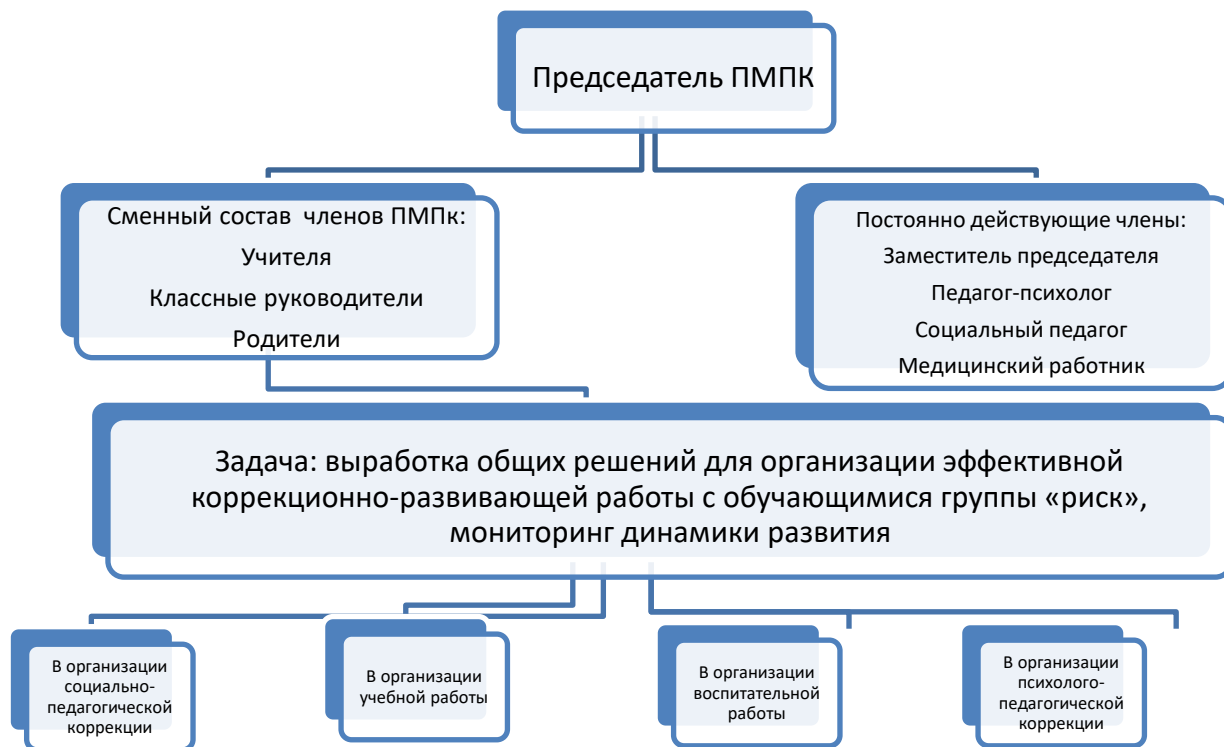 Председатель ПМПК
Сменный состав членов ПМПк:
Учителя
Классные руководители
Родители
Постоянно действующие члены:
Заместитель председателя
Педагог-психолог
Социальный педагог
Медицинский работник
Задача: выработка общих решений для организации эффективной
коррекционно-развивающей работы с обучающимися группы «риск»,
мониторинг динамики развития
В организации
социально-
педагогической
коррекции
В организации
учебной работы
В организации
воспитательной
работы
В организации
психолого-
педагогической
коррекции